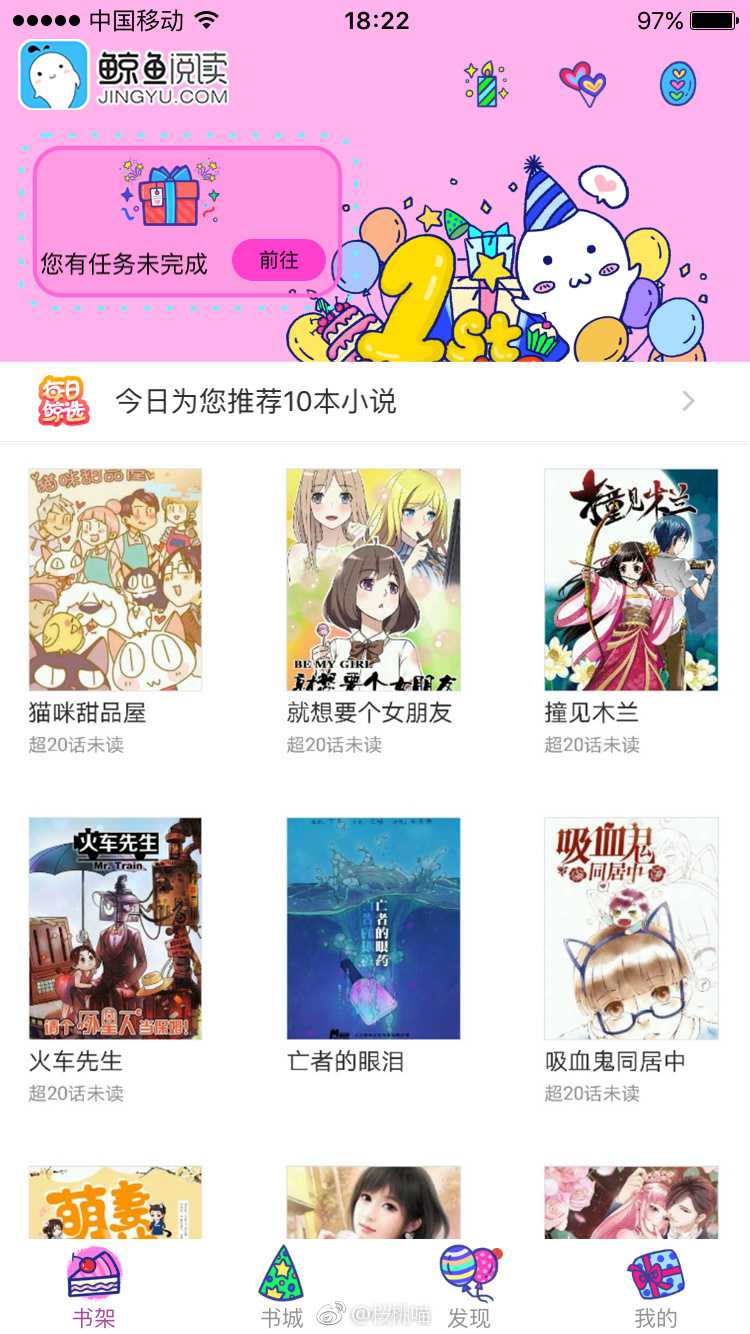 中国移动
18:22
97%
鲸鱼阅读
JINGYU.COM
您有任务未完成
前往
1st
每日
鲸选
今日为您推荐10本小说
猫咪甜品屋
BE MY GIRL
就想要个女朋友
撞见木兰
猫咪甜品屋
就想要个女朋友
撞见木兰
超20话未读
超20话未读
超20话未读
火车先生
Mr. Train
请个外星人当保姆!
亡者的眼药
吸血鬼
同居中
火车先生
亡者的眼泪
吸血鬼同居中
超20话未读
超20话未读
萌妻
书架
书城
@桜桃喵
发现
我的